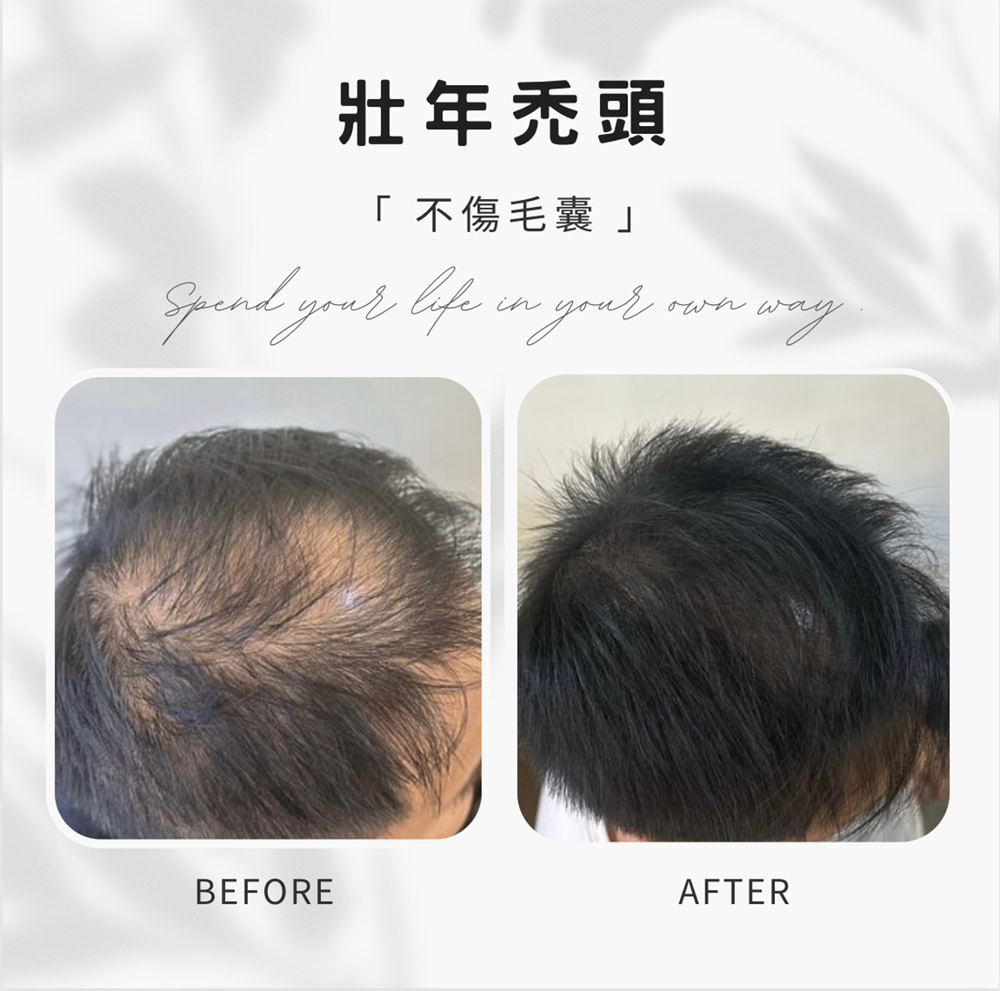 壯年禿頭
「 不傷毛囊 」
Spend your life in your own way .
BEFORE
AFTER